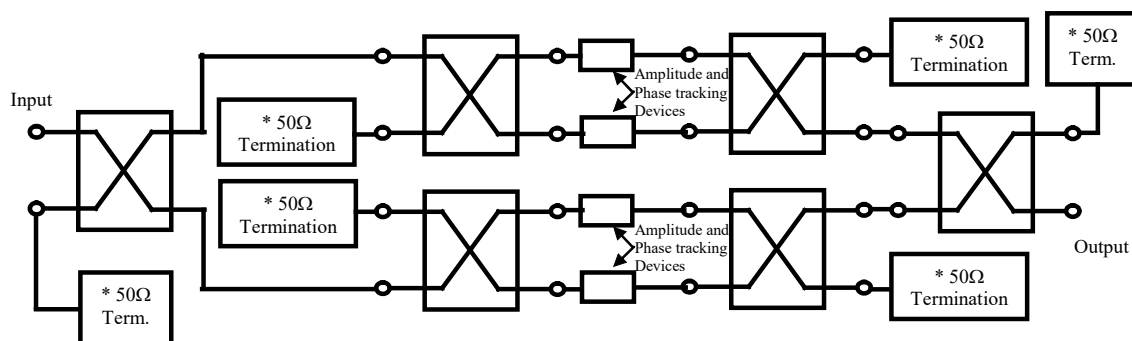 * 50Ω
Termination
* 50Ω
Term.
Input
Amplitude and
Phase tracking
Devices
* 50Ω
Termination
* 50Ω
Termination
Amplitude and
Phase tracking
Devices
Output
* 50Ω
Term.
* 50Ω
Termination